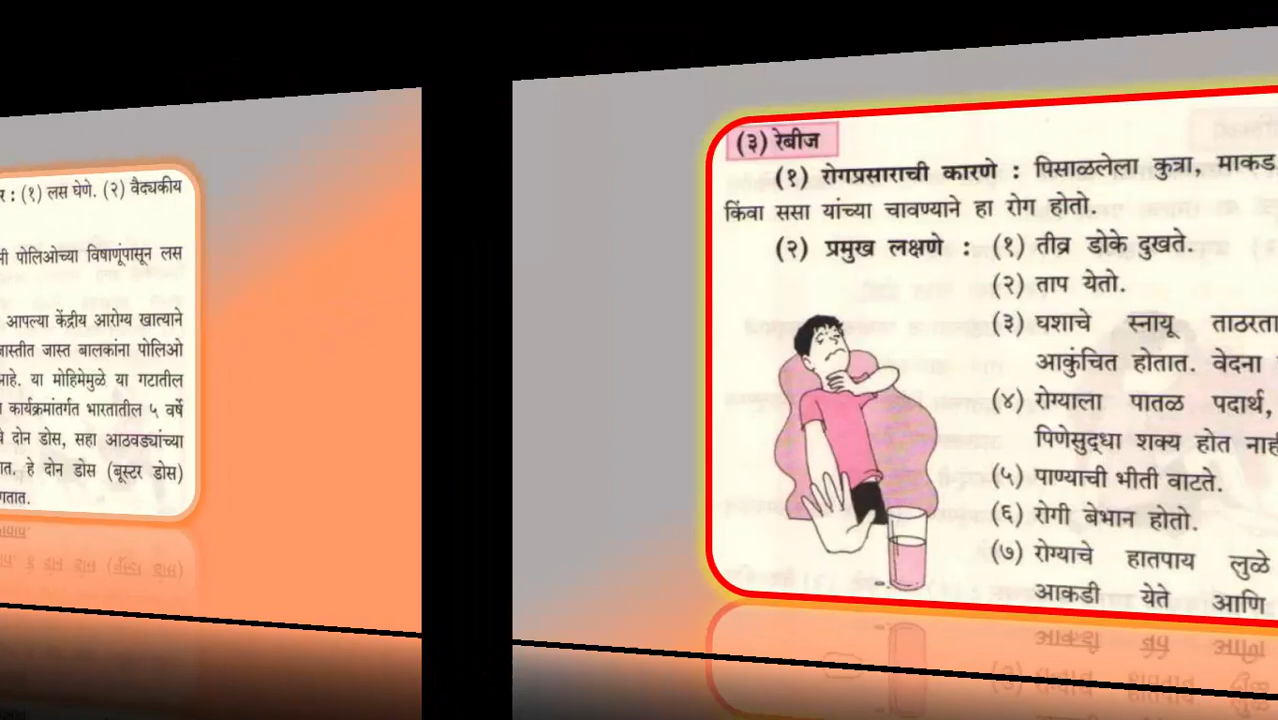 र : (१) लस घेणे. (२) वैद्यकीय
पोलिओच्या विषाणूंपासून लस
आपल्या केंद्रीय आरोग्य खात्याने
जास्तीत जास्त बालकांना पोलिओ
आहे. या मोहिमेमुळे या गटातील
कार्यक्रमांतर्गत भारतातील ५ वर्षे
दोन डोस, सहा आठवड्यांच्या
हे दोन डोस (बूस्टर डोस)
(३) रेबीज
(१) रोगप्रसाराची कारणे : पिसाळलेला कुत्रा, माकड
किंवा ससा यांच्या चावण्याने हा रोग होतो.
(२) प्रमुख लक्षणे : (१) तीव्र डोके दुखते.
(२) ताप येतो.
(३) घशाचे स्नायू ताठरता
आकुंचित होतात. वेदना
(४) रोग्याला पातळ पदार्थ,
पिणेसुद्धा शक्य होत नाही
(५) पाण्याची भीती वाटते.
(६) रोगी बेभान होतो.
(७) रोग्याचे हातपाय लुळे
आकडी येते आणि